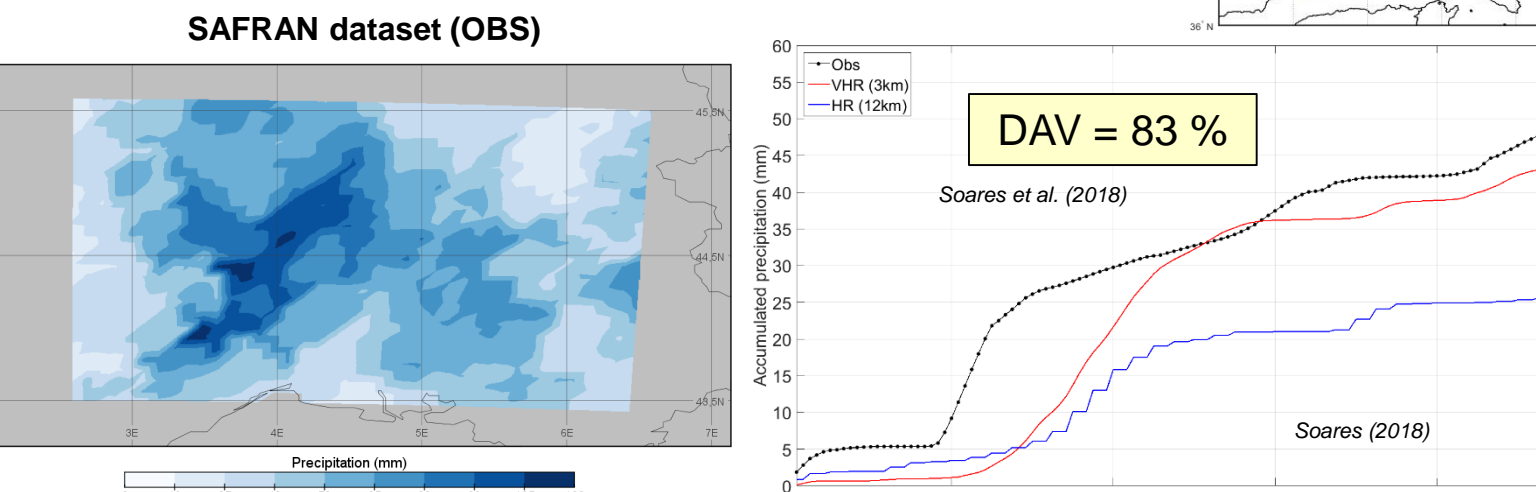 SAFRAN dataset (OBS)
45,5N
44,5N
43,5N
3E
4E
5E
6E
7E
Precipitation (mm)
36° N
60
55
50
45
40
35
30
25
20
15
10
5
0
Accumulated precipitation (mm)
Obs
VHR (3km)
HR (12km)
DAV = 83 %
Soares et al. (2018)
Soares (2018)